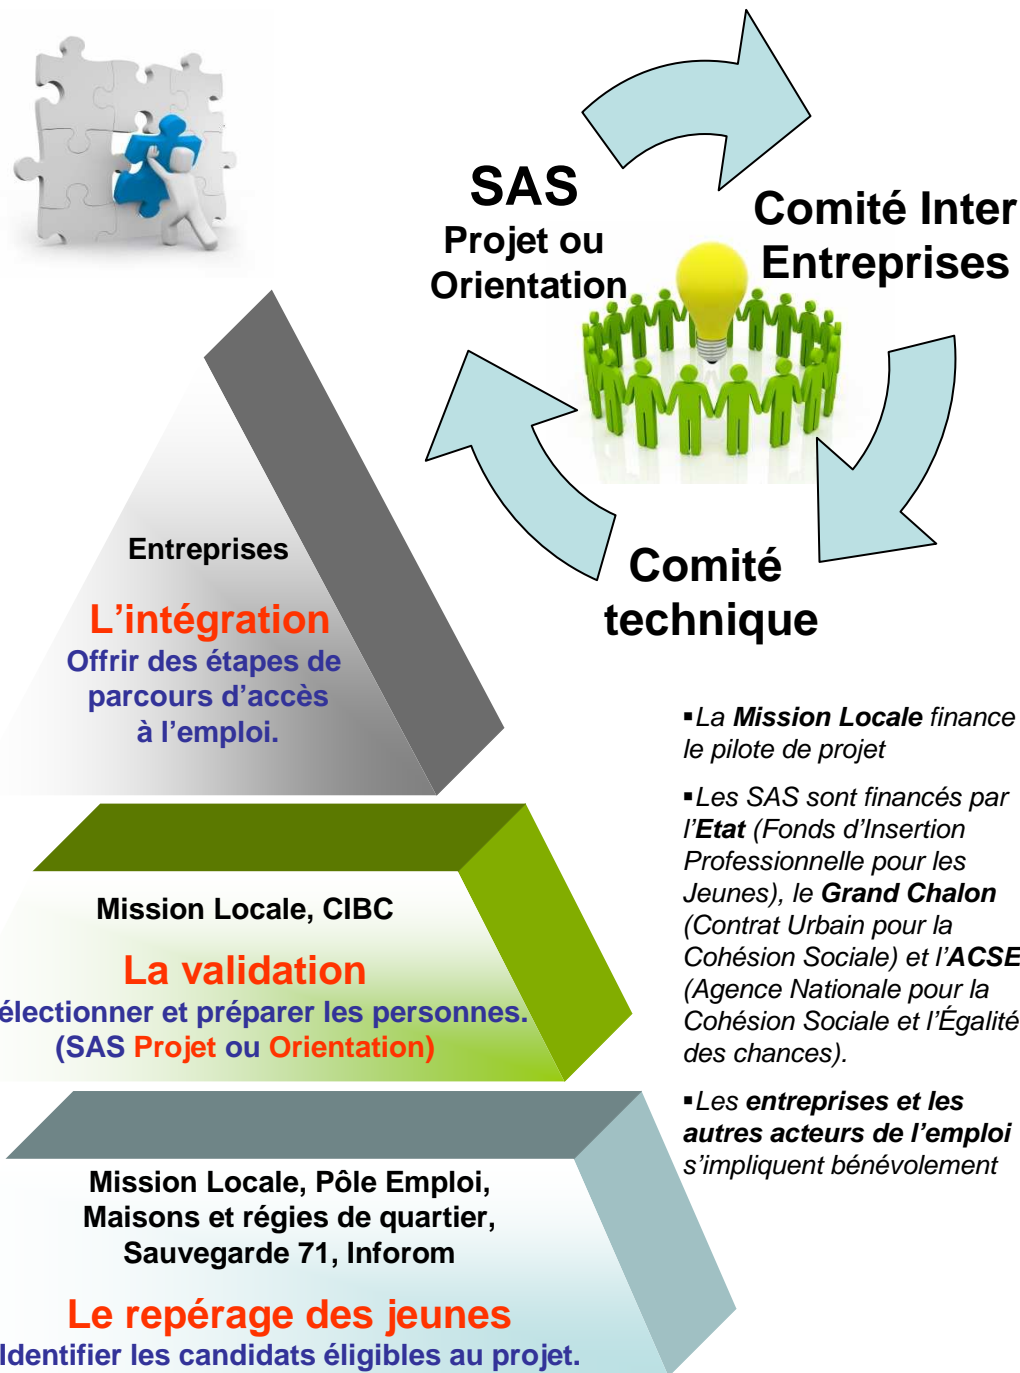 SAS
Projet ou
Orientation
Comité Inter
Entreprises
Comité
technique
Entreprises
L’intégration
Offrir des étapes de
parcours d’accès
à l’emploi.
Mission Locale, CIBC
La validation
électionner et préparer les personnes.
(SAS Projet ou Orientation)
Mission Locale, Pôle Emploi,
Maisons et régies de quartier,
Sauvegarde 71, Inforom
Le repérage des jeunes
Identifier les candidats éligibles au projet.
▪La Mission Locale finance
le pilote de projet
▪Les SAS sont financés par
l’Etat (Fonds d’Insertion
Professionnelle pour les
Jeunes), le Grand Chalon
(Contrat Urbain pour la
Cohésion Sociale) et l’ACSE
(Agence Nationale pour la
Cohésion Sociale et l’Égalité
des chances).
▪Les entreprises et les
autres acteurs de l’emploi
s’impliquent bénévolement